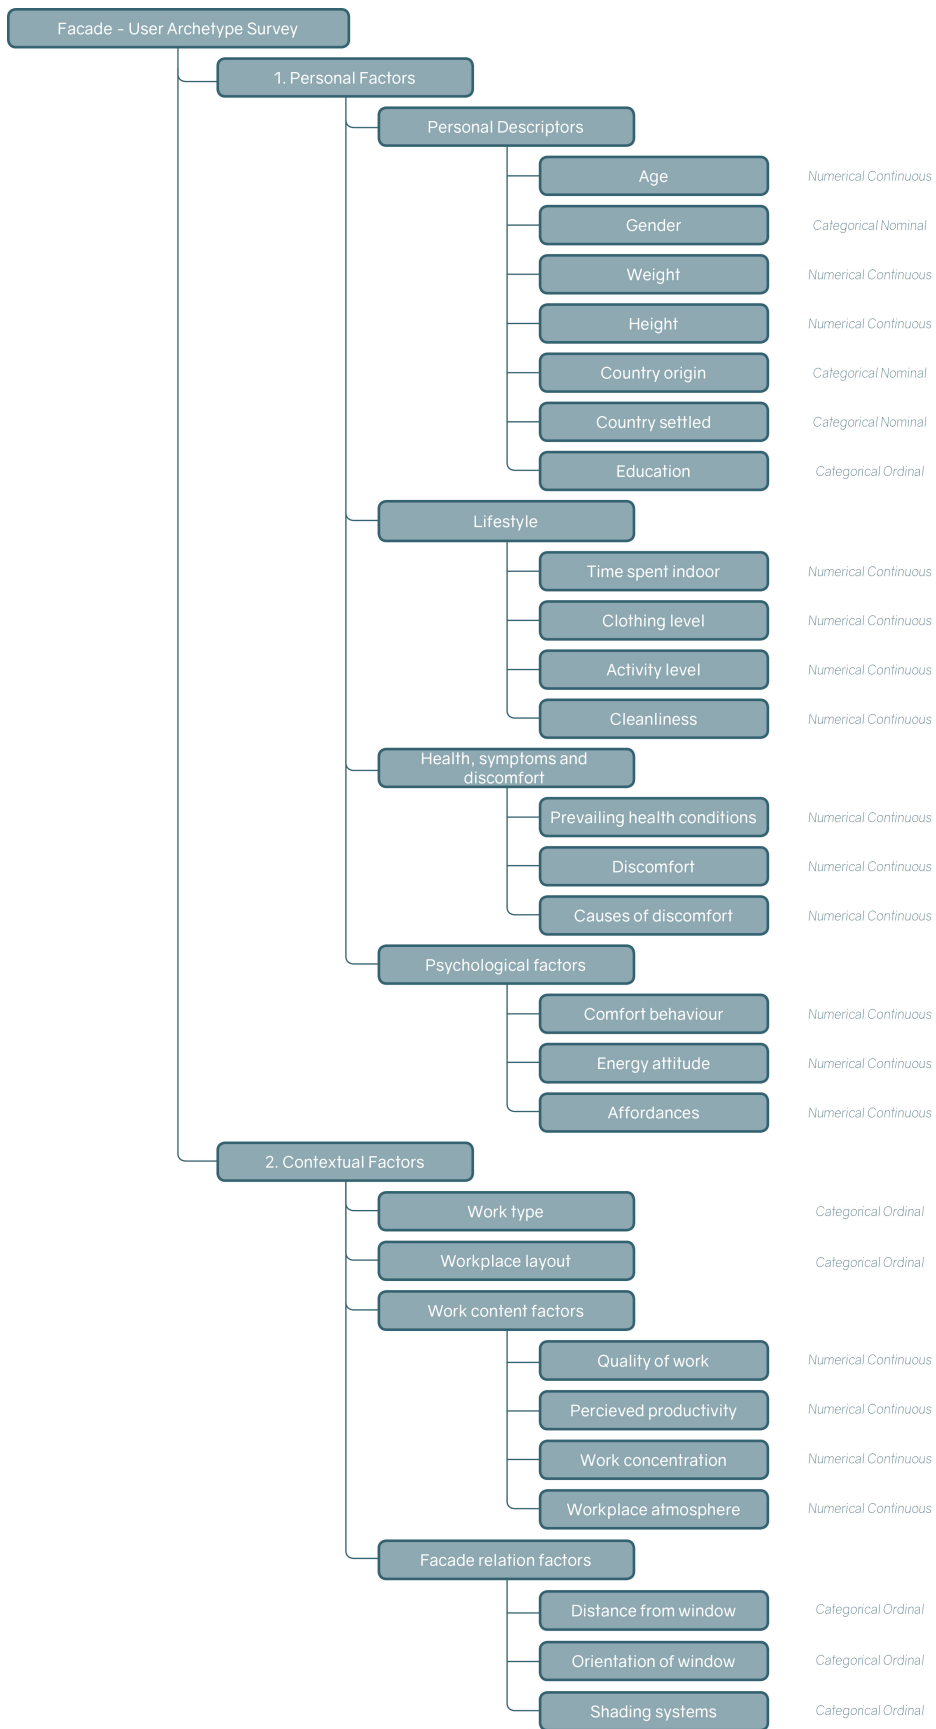 Facade - User Archetype Survey
1. Personal Factors
Personal Descriptors
Age
Numerical Continuous
Gender
Categorical Nominal
Weight
Numerical Continuous
Height
Numerical Continuous
Country origin
Categorical Nominal
Country settled
Categorical Nominal
Education
Categorical Ordinal
Lifestyle
Time spent indoor
Numerical Continuous
Clothing level
Numerical Continuous
Activity level
Numerical Continuous
Cleanliness
Numerical Continuous
Health, symptoms and
discomfort
Prevailing health conditions
Numerical Continuous
Discomfort
Numerical Continuous
Causes of discomfort
Numerical Continuous
Psychological factors
Comfort behaviour
Numerical Continuous
Energy attitude
Numerical Continuous
Affordances
Numerical Continuous
2. Contextual Factors
Work type
Categorical Ordinal
Workplace layout
Categorical Ordinal
Work content factors
Quality of work
Numerical Continuous
Percieved productivity
Numerical Continuous
Work concentration
Numerical Continuous
Workplace atmosphere
Numerical Continuous
Facade relation factors
Distance from window
Categorical Ordinal
Orientation of window
Categorical Ordinal
Shading systems
Categorical Ordinal